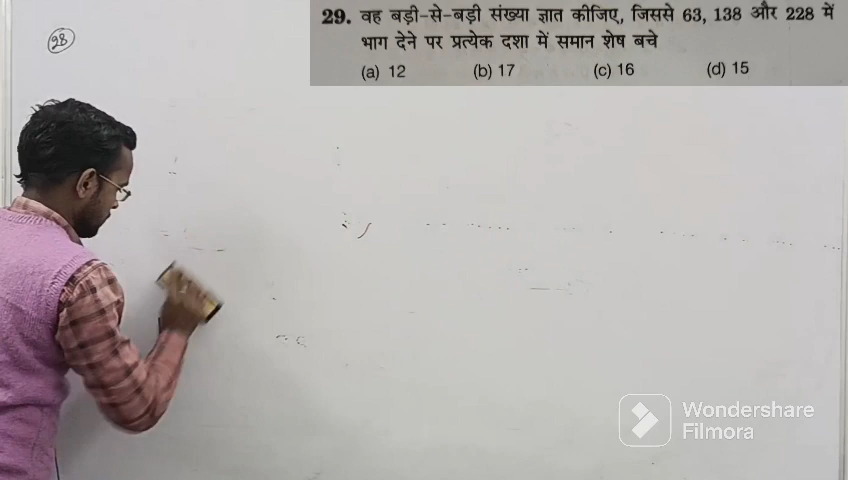 28
29. वह बड़ी-से-बड़ी संख्या ज्ञात कीजिए, जिससे 63, 138 और 228 में
भाग देने पर प्रत्येक दशा में समान शेष बचे
(a) 12 (b) 17 (c) 16 (d) 15
Wondershare
Filmora